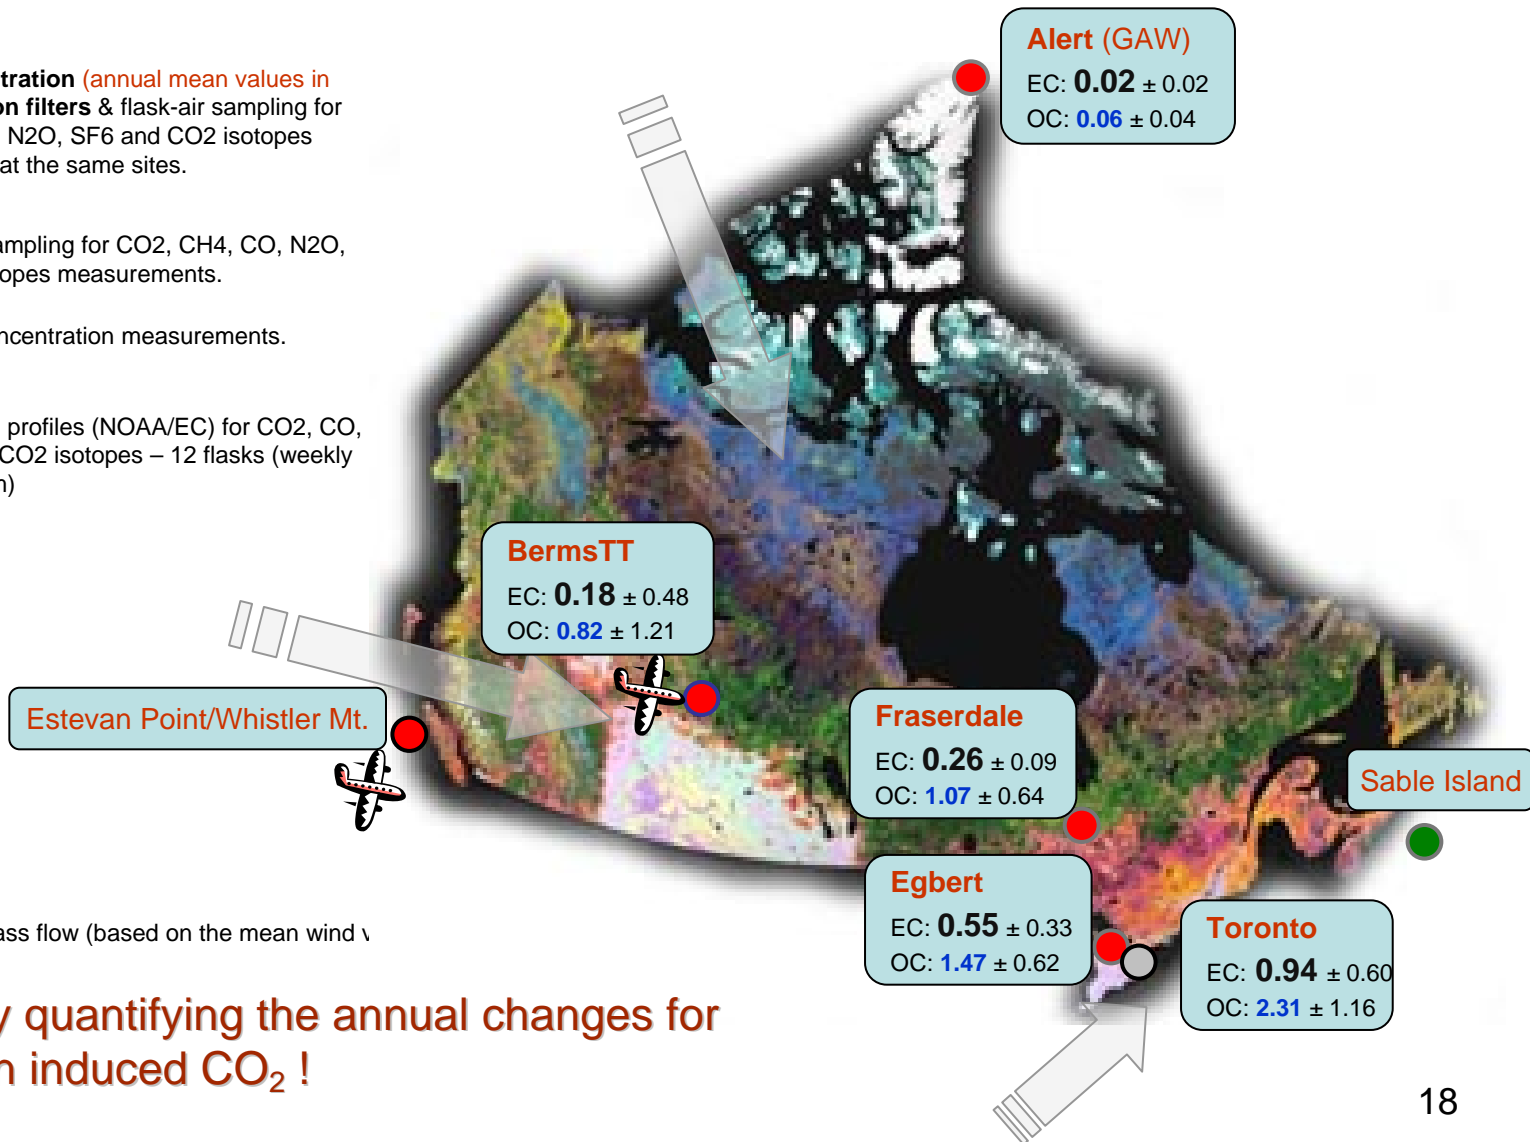 Alert (GAW)
EC: 0.02 ± 0.02
OC: 0.06 ± 0.04
tration (annual mean values in
on filters & flask-air sampling for
N2O, SF6 and CO2 isotopes
at the same sites.
ampling for CO2, CH4, CO, N2O,
opes measurements.
ncentration measurements.
profiles (NOAA/EC) for CO2, CO,
CO2 isotopes – 12 flasks (weekly
n)
BermsTT
EC: 0.18 ± 0.48
OC: 0.82 ± 1.21
Estevan Point/Whistler Mt.
Fraserdale
EC: 0.26 ± 0.09
OC: 1.07 ± 0.64
Sable Island
Egbert
EC: 0.55 ± 0.33
OC: 1.47 ± 0.62
Toronto
EC: 0.94 ± 0.60
OC: 2.31 ± 1.16
ass flow (based on the mean wind v
y quantifying the annual changes for
n induced CO₂ !
18